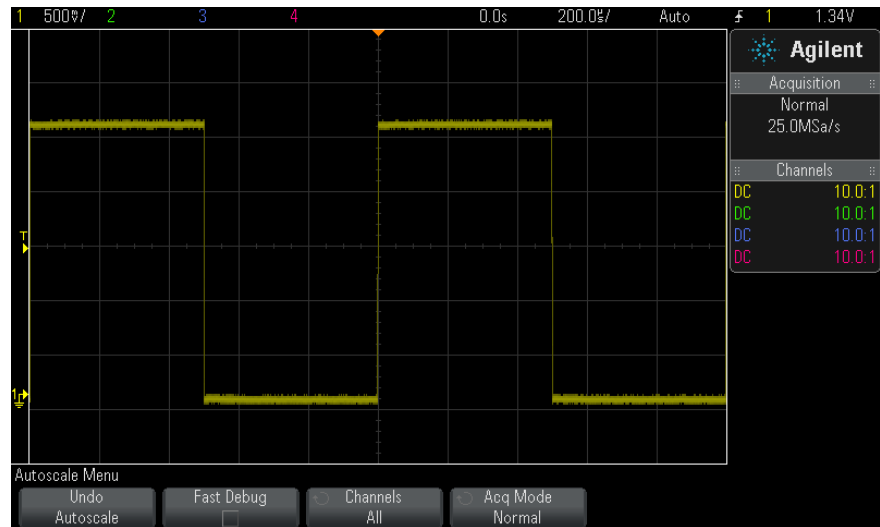 1 500mV/ 2 3 4 0.0s 200.0us/ Auto 1 1.34V
Agilent
Acquisition
Normal
25.0MSa/s
Channels
DC 10.0:1
DC 10.0:1
DC 10.0:1
DC 10.0:1
T
1
Autoscale Menu
Undo Autoscale
Fast Debug
Channels All
Acq Mode Normal